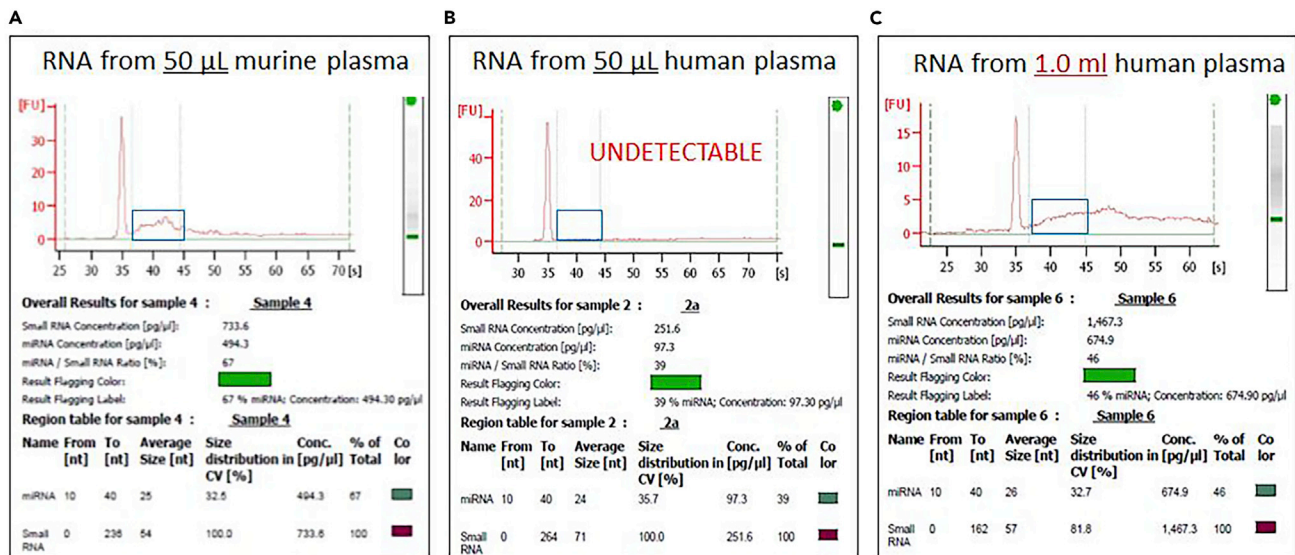 A
RNA from 50 µL murine plasma
[FU]
30
20
10
0
25 30 35 40 45 50 55 60 65 70 [s]
Overall Results for sample 4 : Sample 4
Small RNA Concentration [pg/µl]: 733.6
miRNA Concentration [pg/µl]: 494.3
miRNA / Small RNA Ratio [%]: 67
Result Flagging Color:
Result Flagging Label: 67 % miRNA; Concentration: 494.30 pg/µl
Region table for sample 4 : Sample 4
Name From [nt] To [nt] Average Size [nt] Size distribution in CV [%] Conc. [pg/µl] % of Total Co lor
miRNA 10 40 25 32.5 494.3 67
Small RNA 0 236 54 100.0 733.6 100
B
RNA from 50 µL human plasma
[FU]
60
40
20
0
UNDETECTABLE
30 35 40 45 50 55 60 65 70 75 [s]
Overall Results for sample 2 : 2a
Small RNA Concentration [pg/µl]: 251.6
miRNA Concentration [pg/µl]: 97.3
miRNA / Small RNA Ratio [%]: 39
Result Flagging Color:
Result Flagging Label: 39 % miRNA; Concentration: 97.30 pg/µl
Region table for sample 2 : 2a
Name From [nt] To [nt] Average Size [nt] Size distribution in CV [%] Conc. [pg/µl] % of Total Co lor
miRNA 10 40 24 35.7 97.3 39
Small RNA 0 264 71 100.0 251.6 100
C
RNA from 1.0 ml human plasma
[FU]
15
10
5
0
25 30 35 40 45 50 55 60 [s]
Overall Results for sample 6 : Sample 6
Small RNA Concentration [pg/µl]: 1,467.3
miRNA Concentration [pg/µl]: 674.9
miRNA / Small RNA Ratio [%]: 46
Result Flagging Color:
Result Flagging Label: 46 % miRNA; Concentration: 674.90 pg/µl
Region table for sample 6 : Sample 6
Name From [nt] To [nt] Average Size [nt] Size distribution in CV [%] Conc. [pg/µl] % of Total Co lor
miRNA 10 40 26 32.7 674.9 46
Small RNA 0 162 57 81.8 1,467.3 100